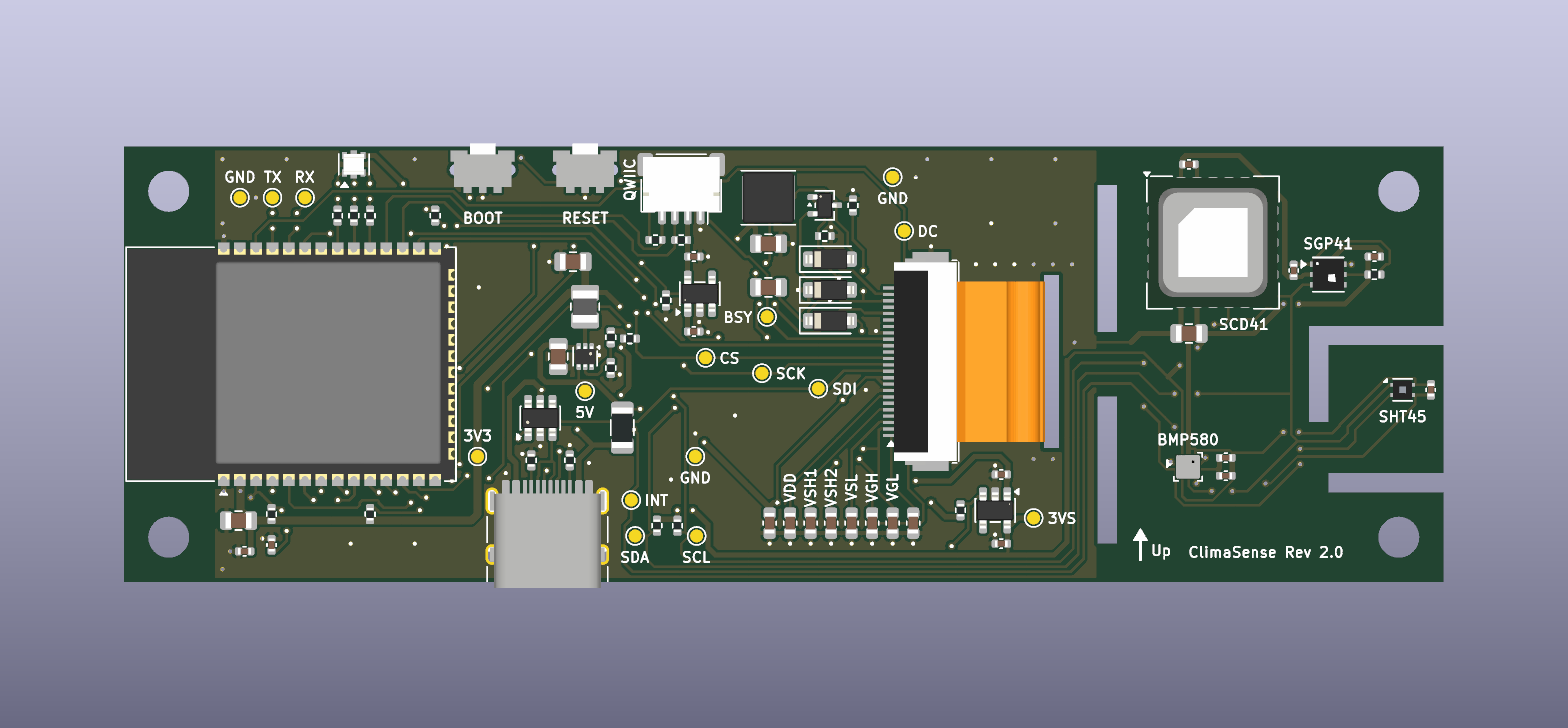 GND TX RX
BOOT
RESET
QWIIC
GND
DC
BSY
CS
SCK
SDI
5V
3V3
GND
INT
SDA
SCL
VDD
VSH1
VSH2
VSL
VGH
VGL
3VS
SCD41
SGP41
SHT45
BMP580
Up
ClimaSense Rev 2.0